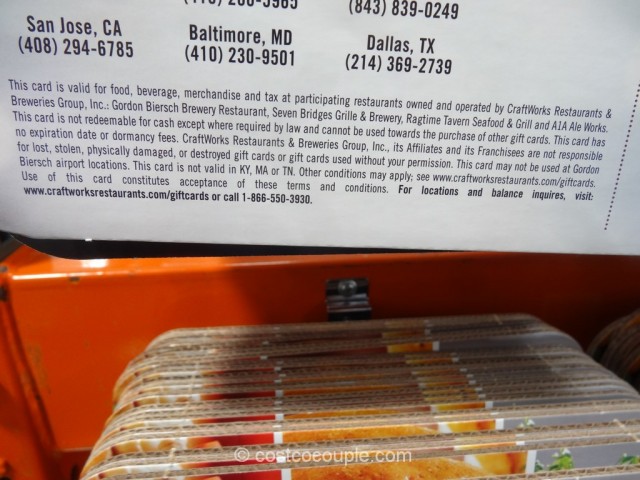 (843) 839-0249
San Jose, CA
(408) 294-6785
Baltimore, MD
(410) 230-9501
Dallas, TX
(214) 369-2739
This card is valid for food, beverage, merchandise and tax at participating restaurants owned and operated by CraftWorks Restaurants &
Breweries Group, Inc.: Gordon Biersch Brewery Restaurant, Seven Bridges Grille & Brewery, Ragtime Tavern Seafood & Grill and A1A Ale Works.
This card is not redeemable for cash except where required by law and cannot be used towards the purchase of other gift cards. This card has
no expiration date or dormancy fees. CraftWorks Restaurants & Breweries Group, Inc., its Affiliates and its Franchisees are not responsible
for lost, stolen, physically damaged, or destroyed gift cards or gift cards used without your permission. This card may not be used at Gordon
Biersch airport locations. This card is not valid in KY, MA or TN. Other conditions may apply; see www.craftworksrestaurants.com/giftcards.
Use of this card constitutes acceptance of these terms and conditions. For locations and balance inquires, visit:
www.craftworksrestaurants.com/giftcards or call 1-866-550-3930.
costcocouple.com